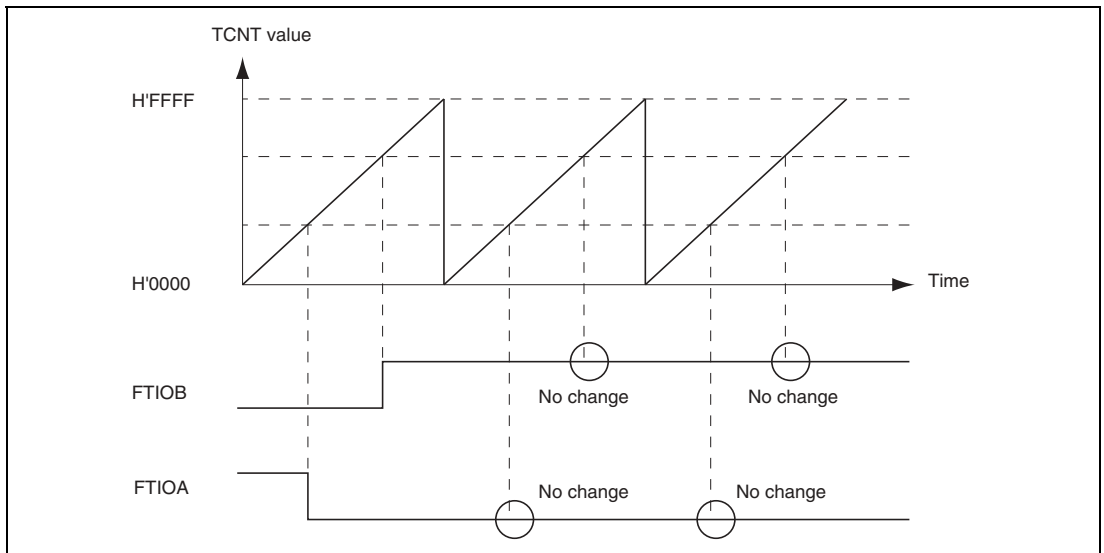 TCNT value
H'FFFF
H'0000
Time
FTIOB
No change
No change
FTIOA
No change
No change